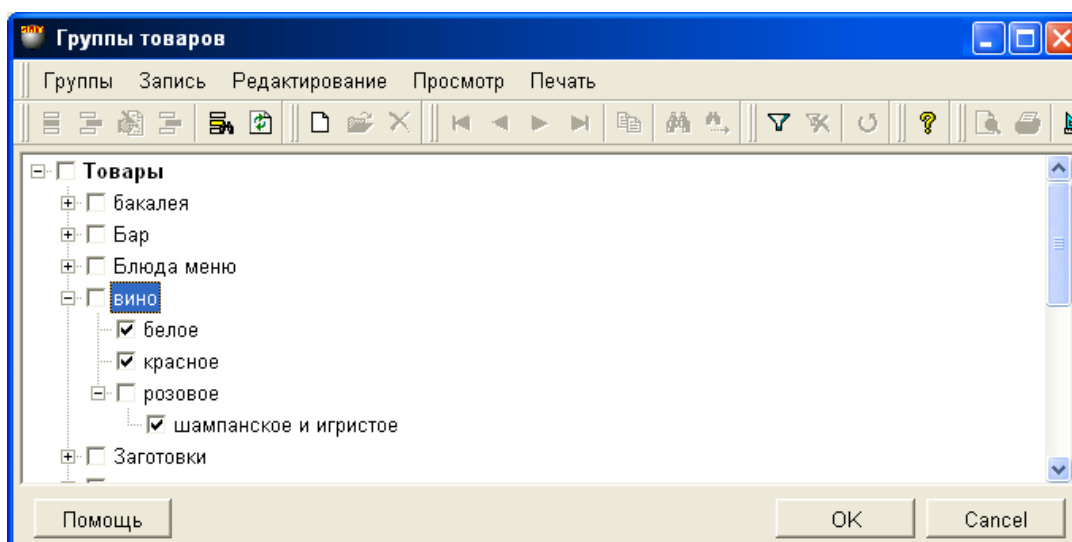 Группы товаров
Группы Запись Редактирование Просмотр Печать
Товары
бакалея
Бар
Блюда меню
вино
белое
красное
розовое
шампанское и игристое
Заготовки
Помощь OK Cancel